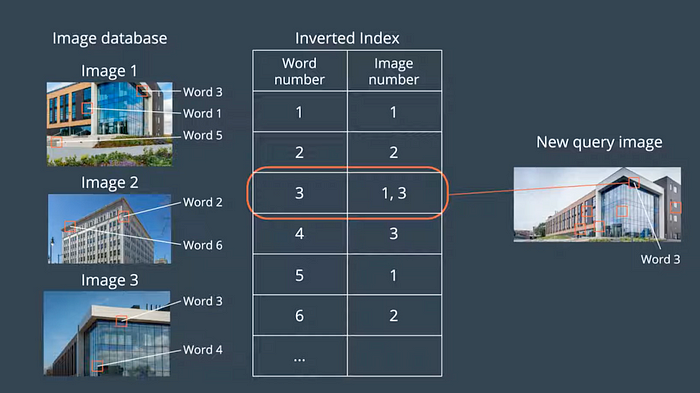 Image database
Image 1
Word 3
Word 1
Word 5
Image 2
Word 2
Word 6
Image 3
Word 3
Word 4
Inverted Index
Word number
Image number
1 1
2 2
3 1, 3
4 3
5 1
6 2
...
New query image
Word 3